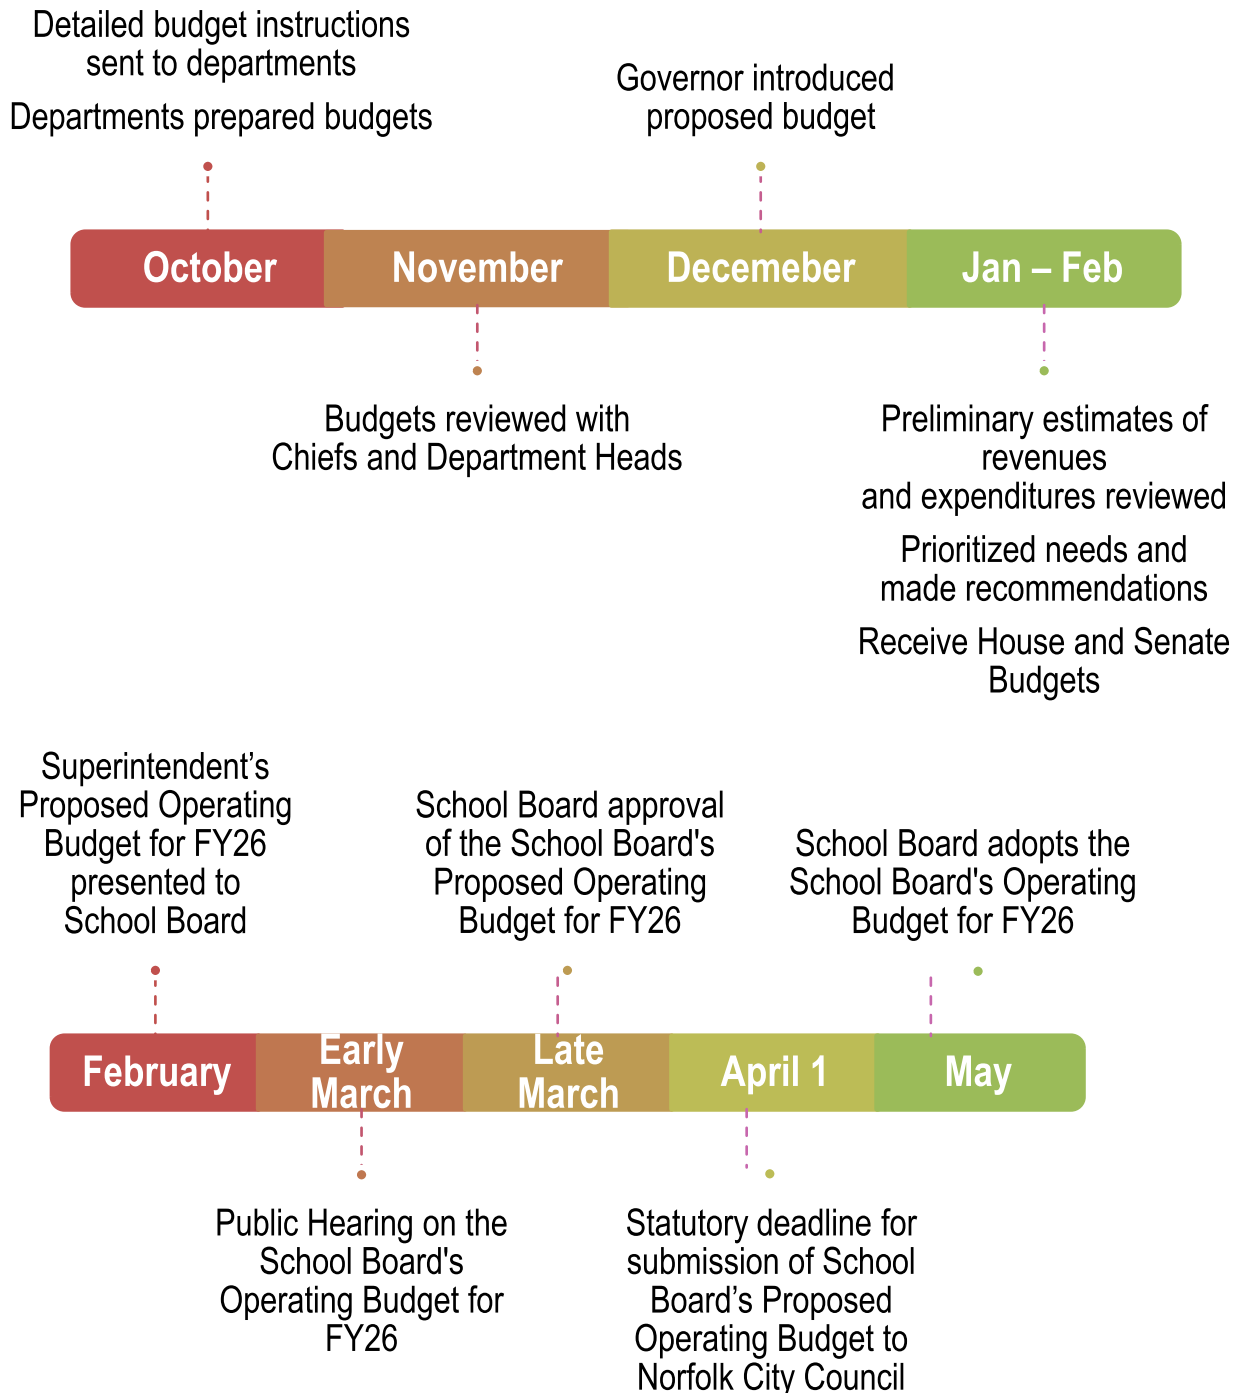 Detailed budget instructions
sent to departments
Departments prepared budgets
Governor introduced
proposed budget
October
November
Decemeber
Jan – Feb
Budgets reviewed with
Chiefs and Department Heads
Preliminary estimates of
revenues
and expenditures reviewed
Prioritized needs and
made recommendations
Receive House and Senate
Budgets
Superintendent’s
Proposed Operating
Budget for FY26
presented to
School Board
School Board approval
of the School Board's
Proposed Operating
Budget for FY26
School Board adopts the
School Board's Operating
Budget for FY26
February
Early
March
Late
March
April 1
May
Public Hearing on the
School Board's
Operating Budget for
FY26
Statutory deadline for
submission of School
Board’s Proposed
Operating Budget to
Norfolk City Council